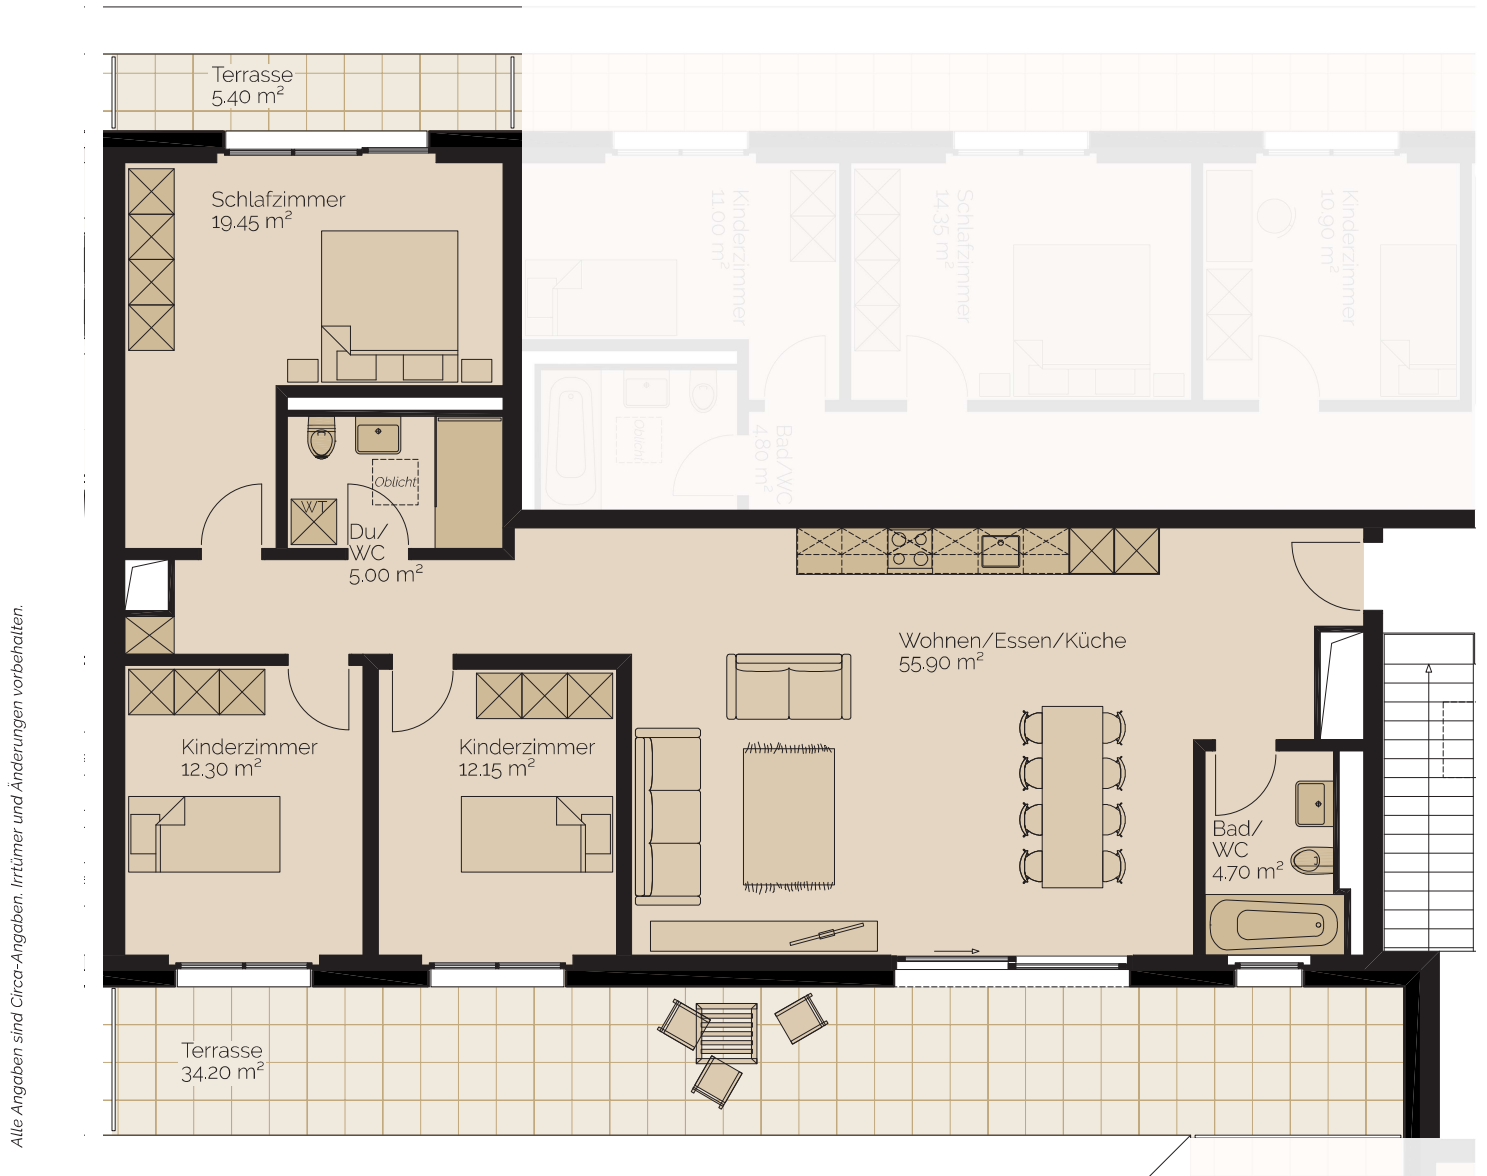 Terrasse
5.40 m²
Schlafzimmer
19.45 m²
Kinderzimmer
11.00 m²
Schlafzimmer
14.35 m²
Kinderzimmer
10.90 m²
Oblicht
Bad/WC
4.80 m²
Oblicht
WT
Du/
WC
5.00 m²
Wohnen/Essen/Küche
55.90 m²
Kinderzimmer
12.30 m²
Kinderzimmer
12.15 m²
Bad/
WC
4.70 m²
Terrasse
34.20 m²
Alle Angaben sind Circa-Angaben. Irrtümer und Änderungen vorbehalten.